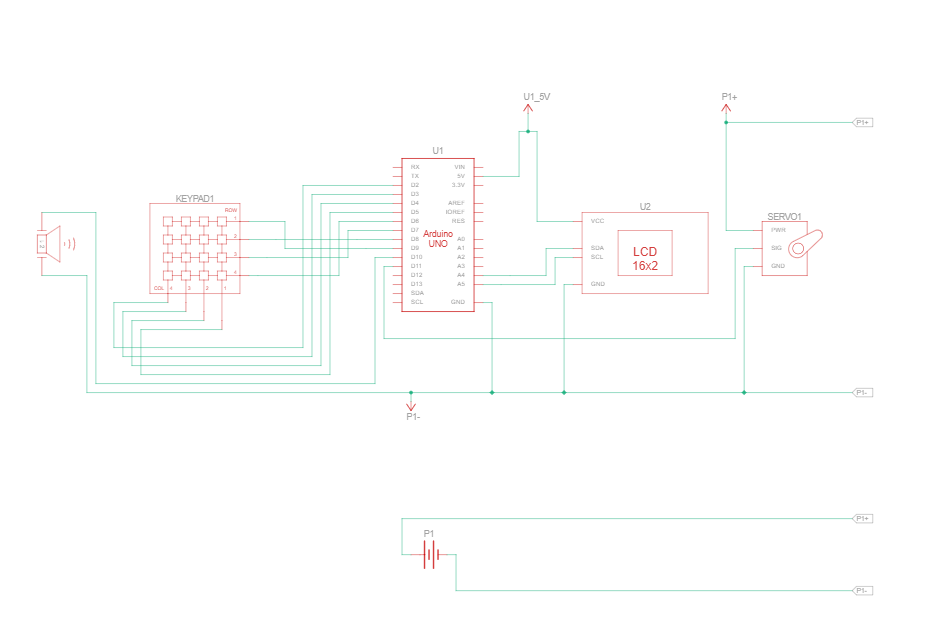 U1_5V
P1+
P1+
U1
RX
TX
D2
D3
D4
D5
D6
D7
D8
D9
D10
D11
D12
D13
SDA
SCL
VIN
5V
3.3V
AREF
IOREF
RES
A0
A1
A2
A3
A4
A5
GND
Arduino
UNO
KEYPAD1
ROW
1
2
3
4
COL 4 3 2 1
U2
VCC
SDA
SCL
GND
LCD
16x2
SERVO1
PWR
SIG
GND
P1-
P1-
P1+
P1
P1-